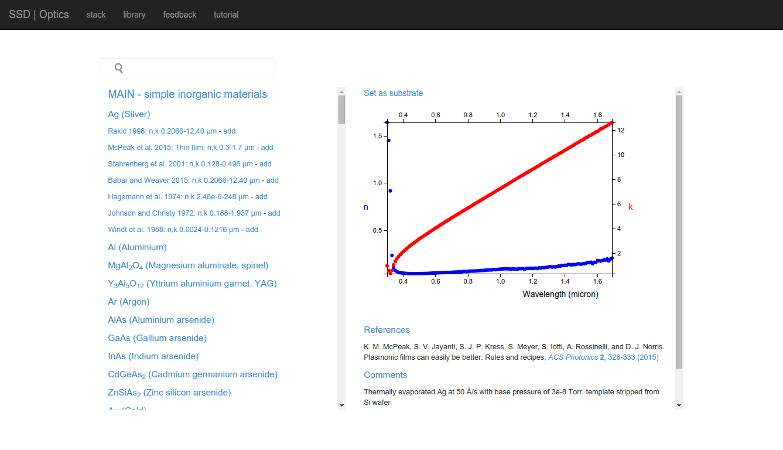 SSD | Optics stack library feedback tutorial
MAIN - simple inorganic materials
Ag (Silver)
Rakić 1998: n,k 0.2066-12.40 µm - add
McPeak et al. 2015: Thin film: n,k 0.3-1.7 µm - add
Stahrenberg et al. 2001: n,k 0.128-0.496 µm - add
Babar and Weaver 2015: n,k 0.2066-12.40 µm - add
Hagemann et al. 1974: n,k 2.48e-6-248 µm - add
Johnson and Christy 1972: n,k 0.188-1.937 µm - add
Windt et al. 1988: n,k 0.0024-0.1216 µm - add
Al (Aluminium)
MgAl2O4 (Magnesium aluminate, spinel)
Y3Al5O12 (Yttrium aluminium garnet, YAG)
Ar (Argon)
AlAs (Aluminium arsenide)
GaAs (Gallium arsenide)
InAs (Indium arsenide)
CdGeAs2 (Cadmium germanium arsenide)
ZnSiAs2 (Zinc silicon arsenide)
Au (Gold)
Set as substrate
0.4 0.6 0.8 1.0 1.2 1.4 1.6
1.5
1.0
0.5
n
12
10
8
6
4
2
k
0.4 0.6 0.8 1.0 1.2 1.4 1.6
Wavelength (micron)
References
K. M. McPeak, S. V. Jayanti, S. J. P. Kress, S. Meyer, S. Iotti, A. Rossinelli, and D. J. Norris.
Plasmonic films can easily be better: Rules and recipes, ACS Photonics 2, 326-333 (2015)
Comments
Thermally evaporated Ag at 50 Å/s with base pressure of 3e-8 Torr, template stripped from
Si wafer